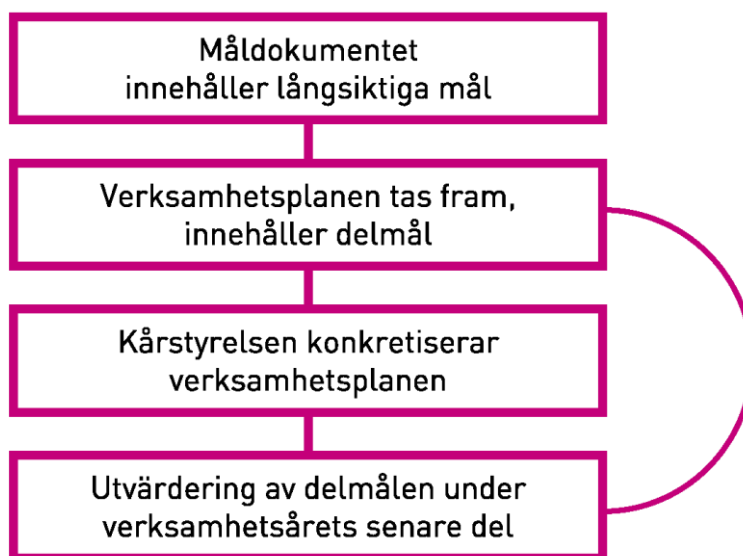 Måldokumentet
innehåller långsiktiga mål
Verksamhetsplanen tas fram,
innehåller delmål
Kårstyrelsen konkretiserar
verksamhetsplanen
Utvärdering av delmålen under
verksamhetsårets senare del